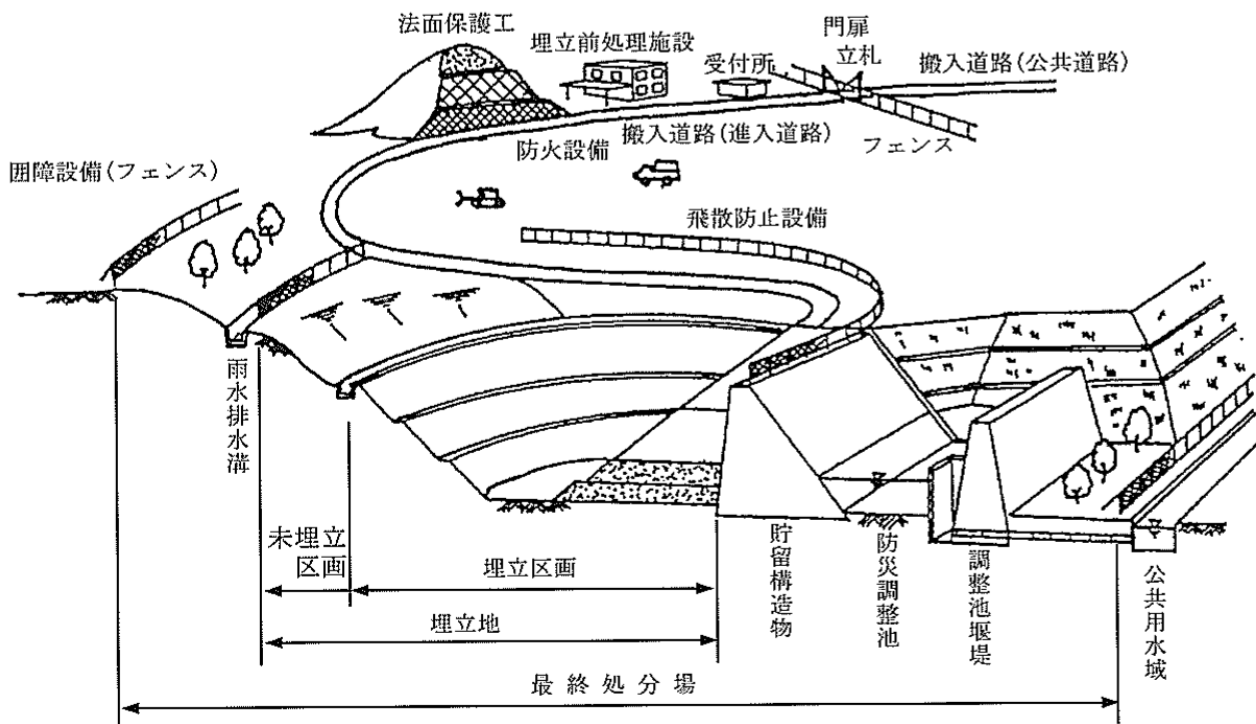 法面保護工
埋立前処理施設
受付所
門扉
立札
搬入道路(公共道路)
搬入道路(進入道路)
フェンス
防火設備
囲障設備(フェンス)
飛散防止設備
雨水排水溝
未埋立
区画
埋立区画
埋立地
貯留構造物
防災調整池
調整池堰堤
公共用水域
最終処分場